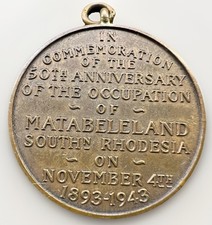 IN
COMMEMORATION
OF THE
50TH ANNIVERSARY
OF THE OCCUPATION
~ OF ~
MATABELELAND
SOUTHN RHODESIA
~ ON ~
NOVEMBER 4TH
1893-1943